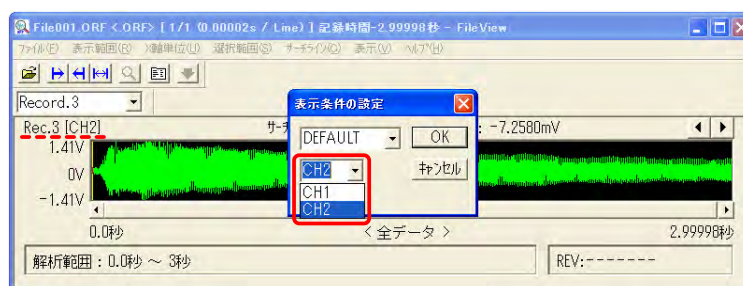 File001.ORF <.ORF> [ 1/1 (0.00002s / Line) ] 記録時間-2.99998秒 - FileView
ファイル(F) 表示範囲(R) X軸単位(U) 選択範囲(S) サーチライン(C) 表示(V) ヘルプ(H)
Record.3
表示条件の設定
Rec.3 [CH2]
サーチ
: -7.2580mV
DEFAULT
OK
1.41V
0V
-1.41V
CH2
キャンセル
CH1
CH2
0.0秒
< 全データ >
2.99998秒
解析範囲 : 0.0秒 ～ 3秒
REV:-------